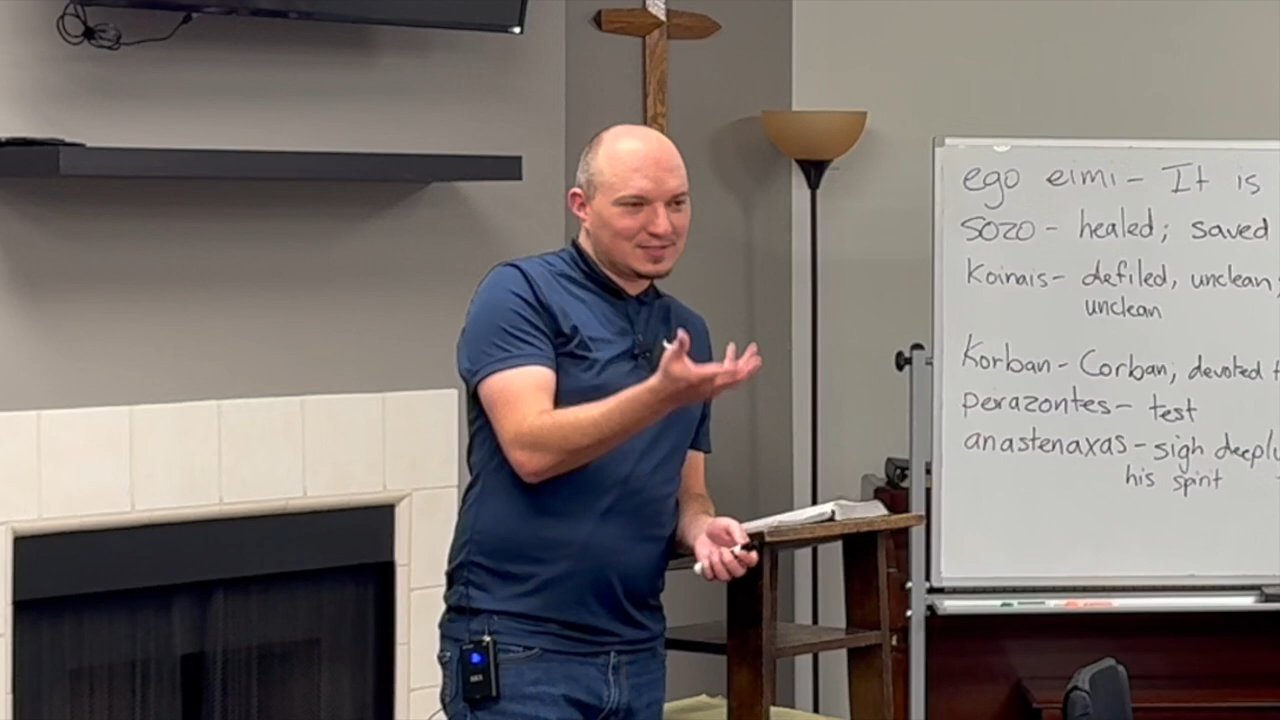 ego eimi - It is
sozo - healed; saved
Koinais - defiled, unclean;
unclean
Korban - Corban, devoted t
perazontes - test
anastenaxas - sigh deeply
his spirit